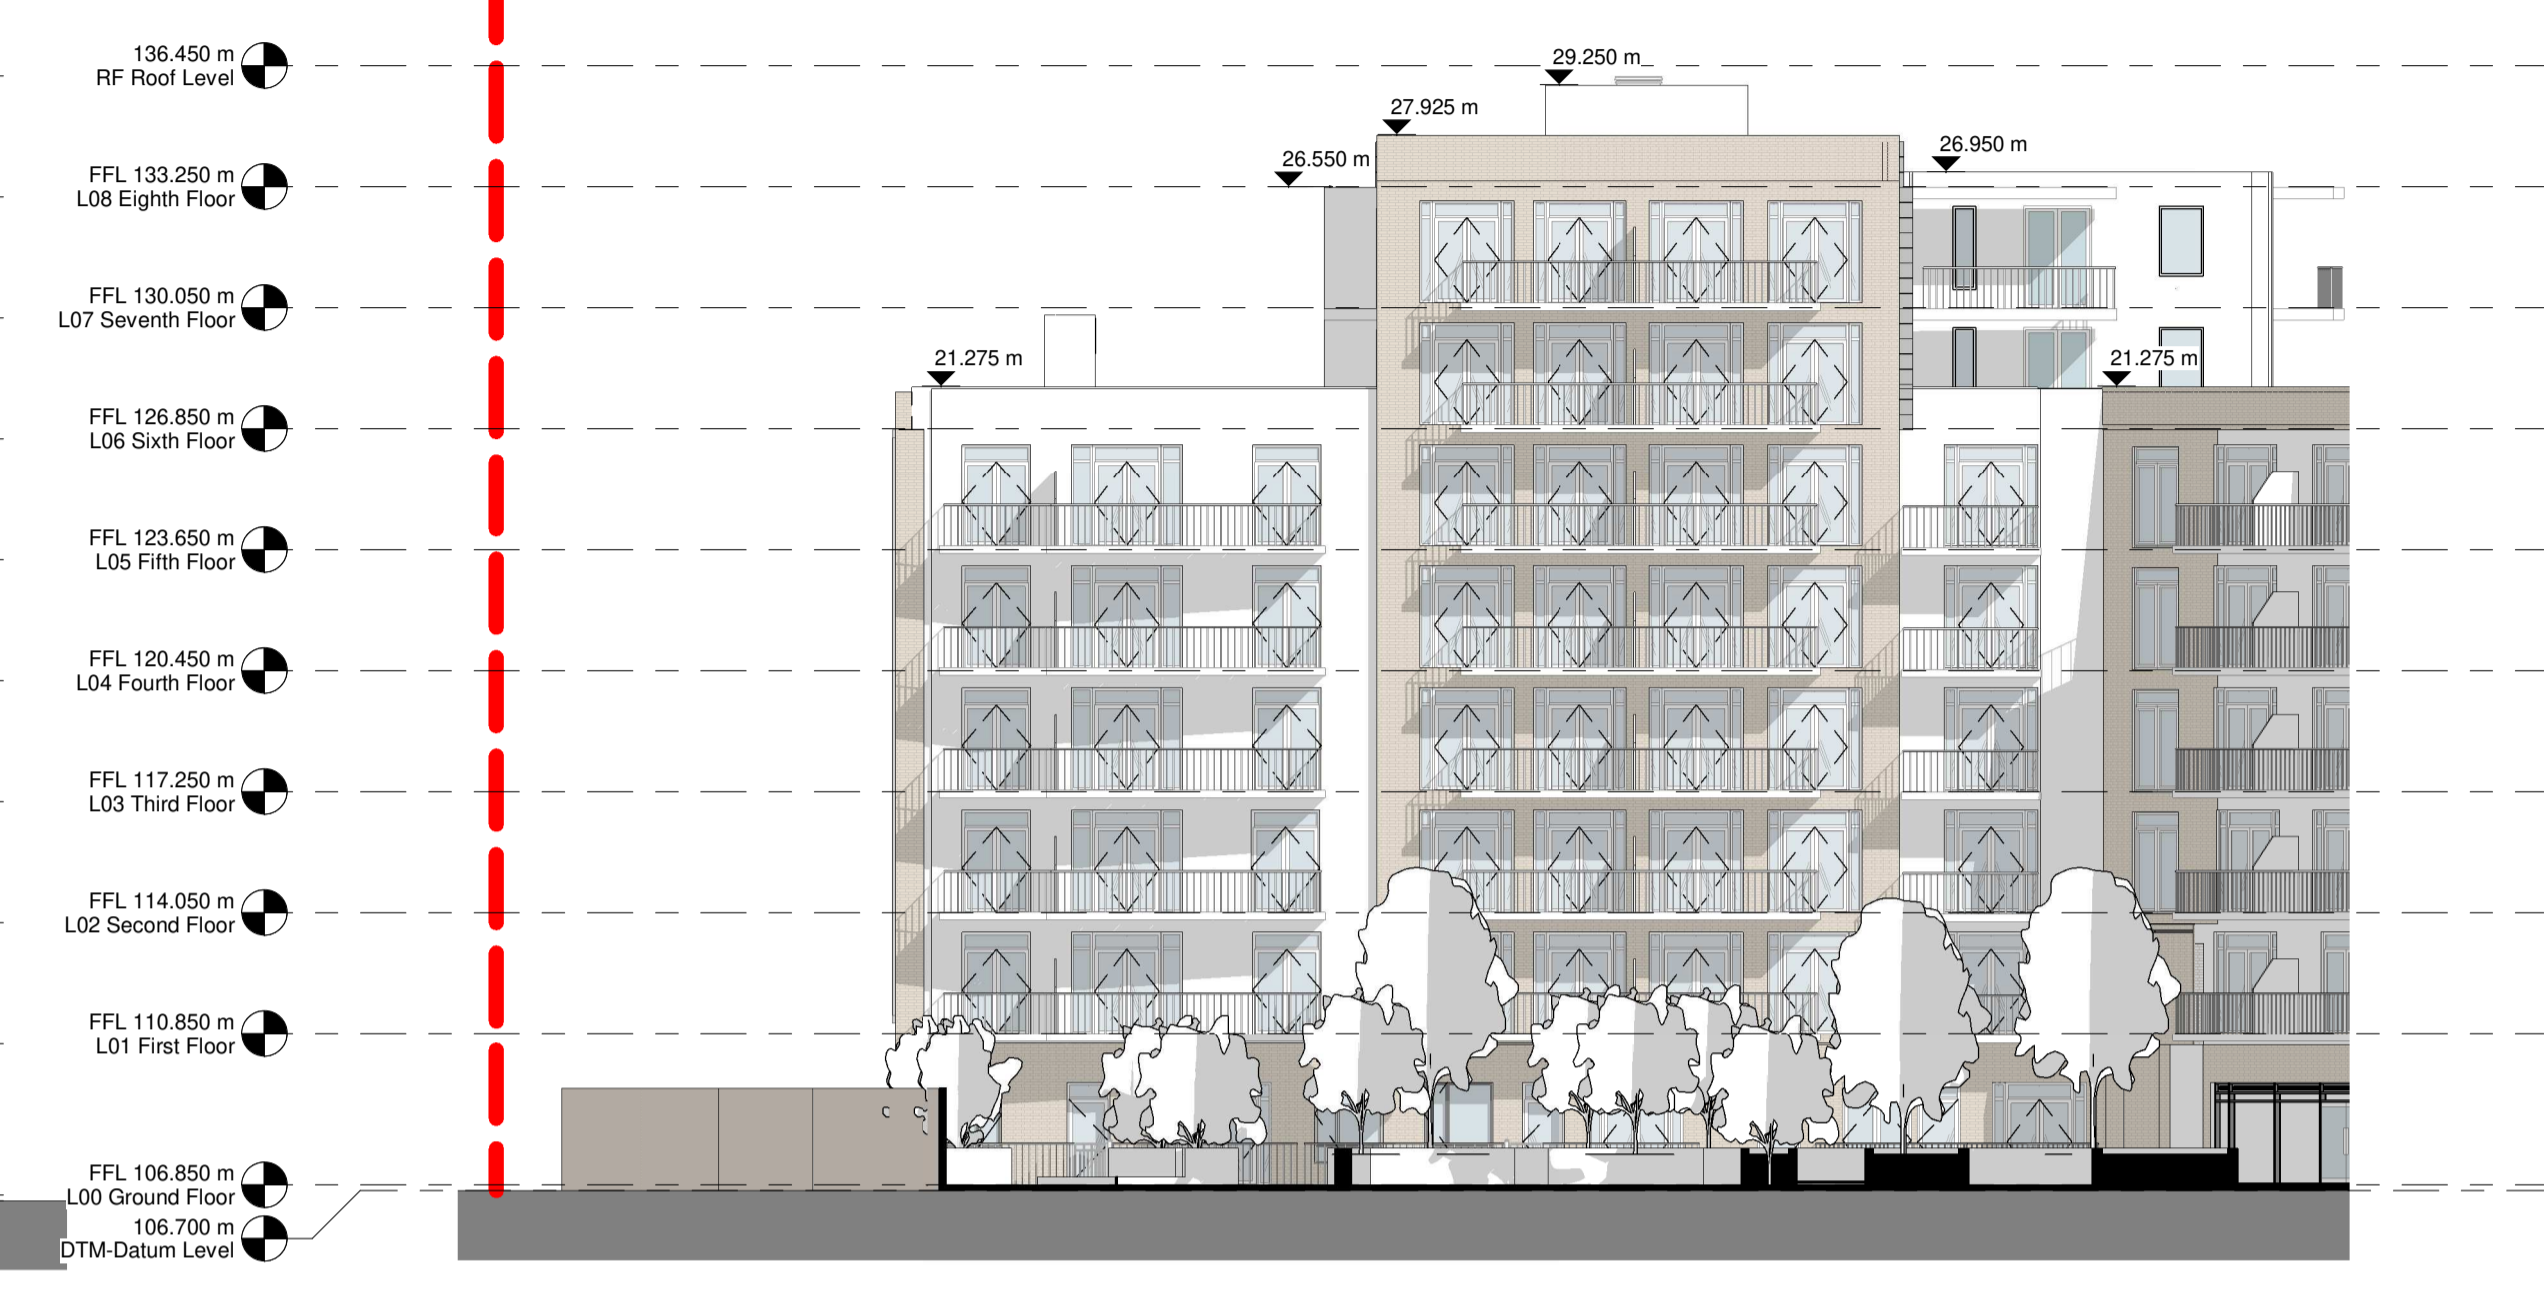 136.450 m
RF Roof Level
FFL 133.250 m
L08 Eighth Floor
FFL 130.050 m
L07 Seventh Floor
FFL 126.850 m
L06 Sixth Floor
FFL 123.650 m
L05 Fifth Floor
FFL 120.450 m
L04 Fourth Floor
FFL 117.250 m
L03 Third Floor
FFL 114.050 m
L02 Second Floor
FFL 110.850 m
L01 First Floor
FFL 106.850 m
L00 Ground Floor
106.700 m
DTM-Datum Level
29.250 m
27.925 m
26.550 m
26.950 m
21.275 m
21.275 m